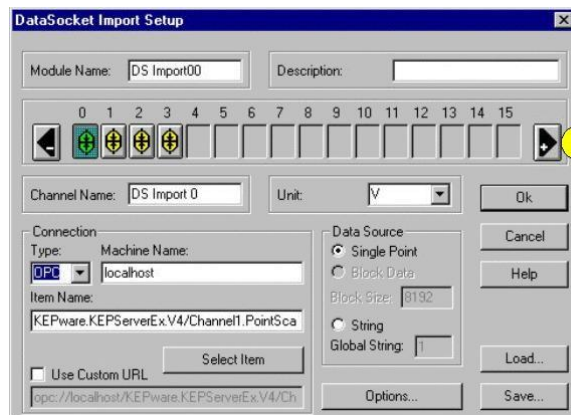 DataSocket Import Setup
Module Name: DS Import00 Description:
0 1 2 3 4 5 6 7 8 9 10 11 12 13 14 15
Channel Name: DS Import 0 Unit: V Ok
Connection Data Source Cancel
Type: Machine Name: Single Point
OPC localhost Block Data Help
Item Name: Block Size: 8192
KEPware.KEPServerEx.V4/Channel1.PointSca String
Select Item Global String: 1 Load...
Use Custom URL
opc://localhost/KEPware.KEPServerEx.V4/Ch Options... Save...